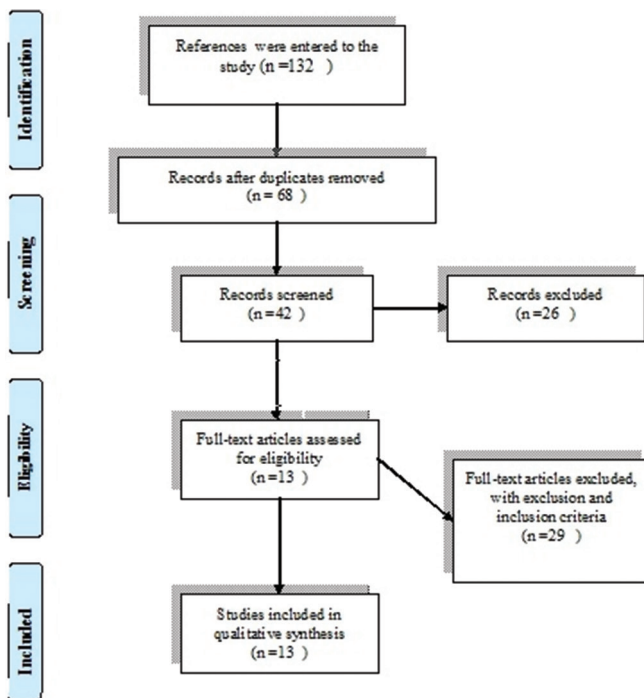 Identification
References were entered to the
study (n =132 )
Records after duplicates removed
(n = 68 )
Screening
Records screened
(n = 42 )
Records excluded
(n =26 )
Eligibility
Full-text articles assessed
for eligibility
(n =13 )
Full-text articles excluded,
with exclusion and
inclusion criteria
(n =29 )
Included
Studies included in
qualitative synthesis
(n =13 )